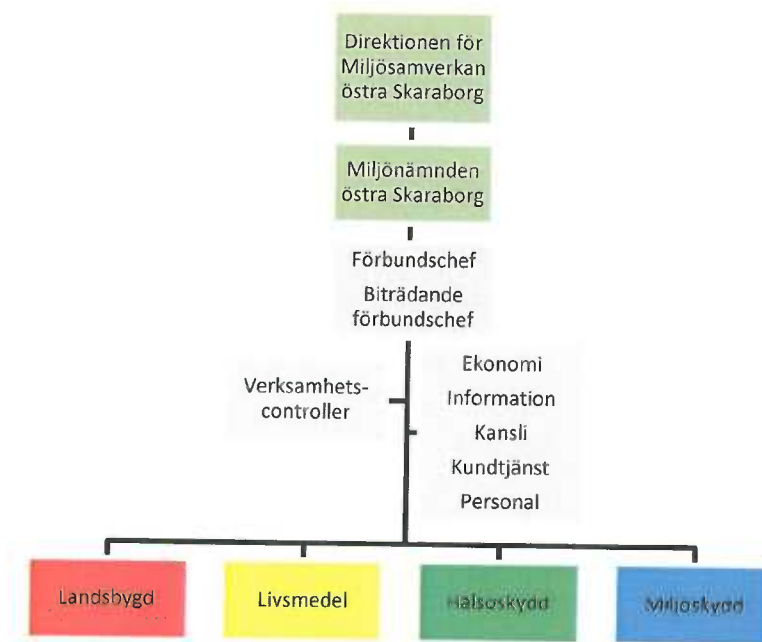 Direktionen för
Miljösamverkan
östra Skaraborg
Miljönämnden
östra Skaraborg
Förbundschef
Biträdande
förbundschef
Verksamhets-
controller
Ekonomi
Information
Kansli
Kundtjänst
Personal
Landsbygd
Livsmedel
Hälsoskydd
Miljöskydd